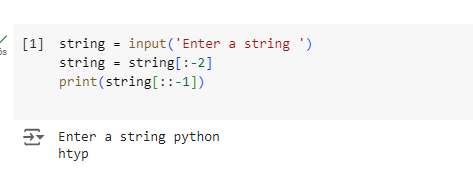 [1] string = input('Enter a string ')
string = string[:-2]
print(string[::-1])
Enter a string python
htyp